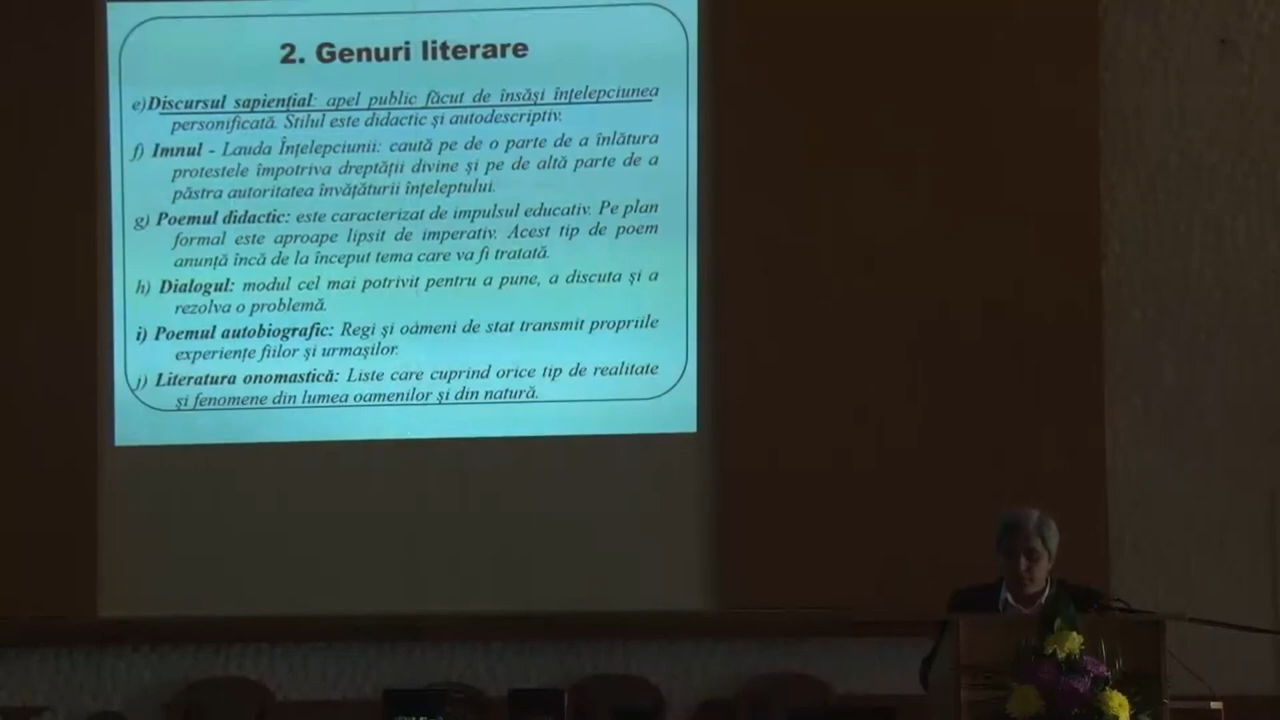 2. Genuri literare
e)Discursul sapiențial: apel public făcut de însăși înțelepciunea
personificată. Stilul este didactic și autodescriptiv.
f) Imnul - Lauda Înțelepciunii: caută pe de o parte de a înlătura
protestele împotriva dreptății divine și pe de altă parte de a
păstra autoritatea învățăturii înțeleptului.
g) Poemul didactic: este caracterizat de impulsul educativ. Pe plan
formal este aproape lipsit de imperativ. Acest tip de poem
anunță încă de la început tema care va fi tratată.
h) Dialogul: modul cel mai potrivit pentru a pune, a discuta și a
rezolva o problemă.
i) Poemul autobiografic: Regi și oameni de stat transmit propriile
experiențe fiilor și urmașilor.
j) Literatura onomastică: Liste care cuprind orice tip de realitate
și fenomene din lumea oamenilor și din natură.